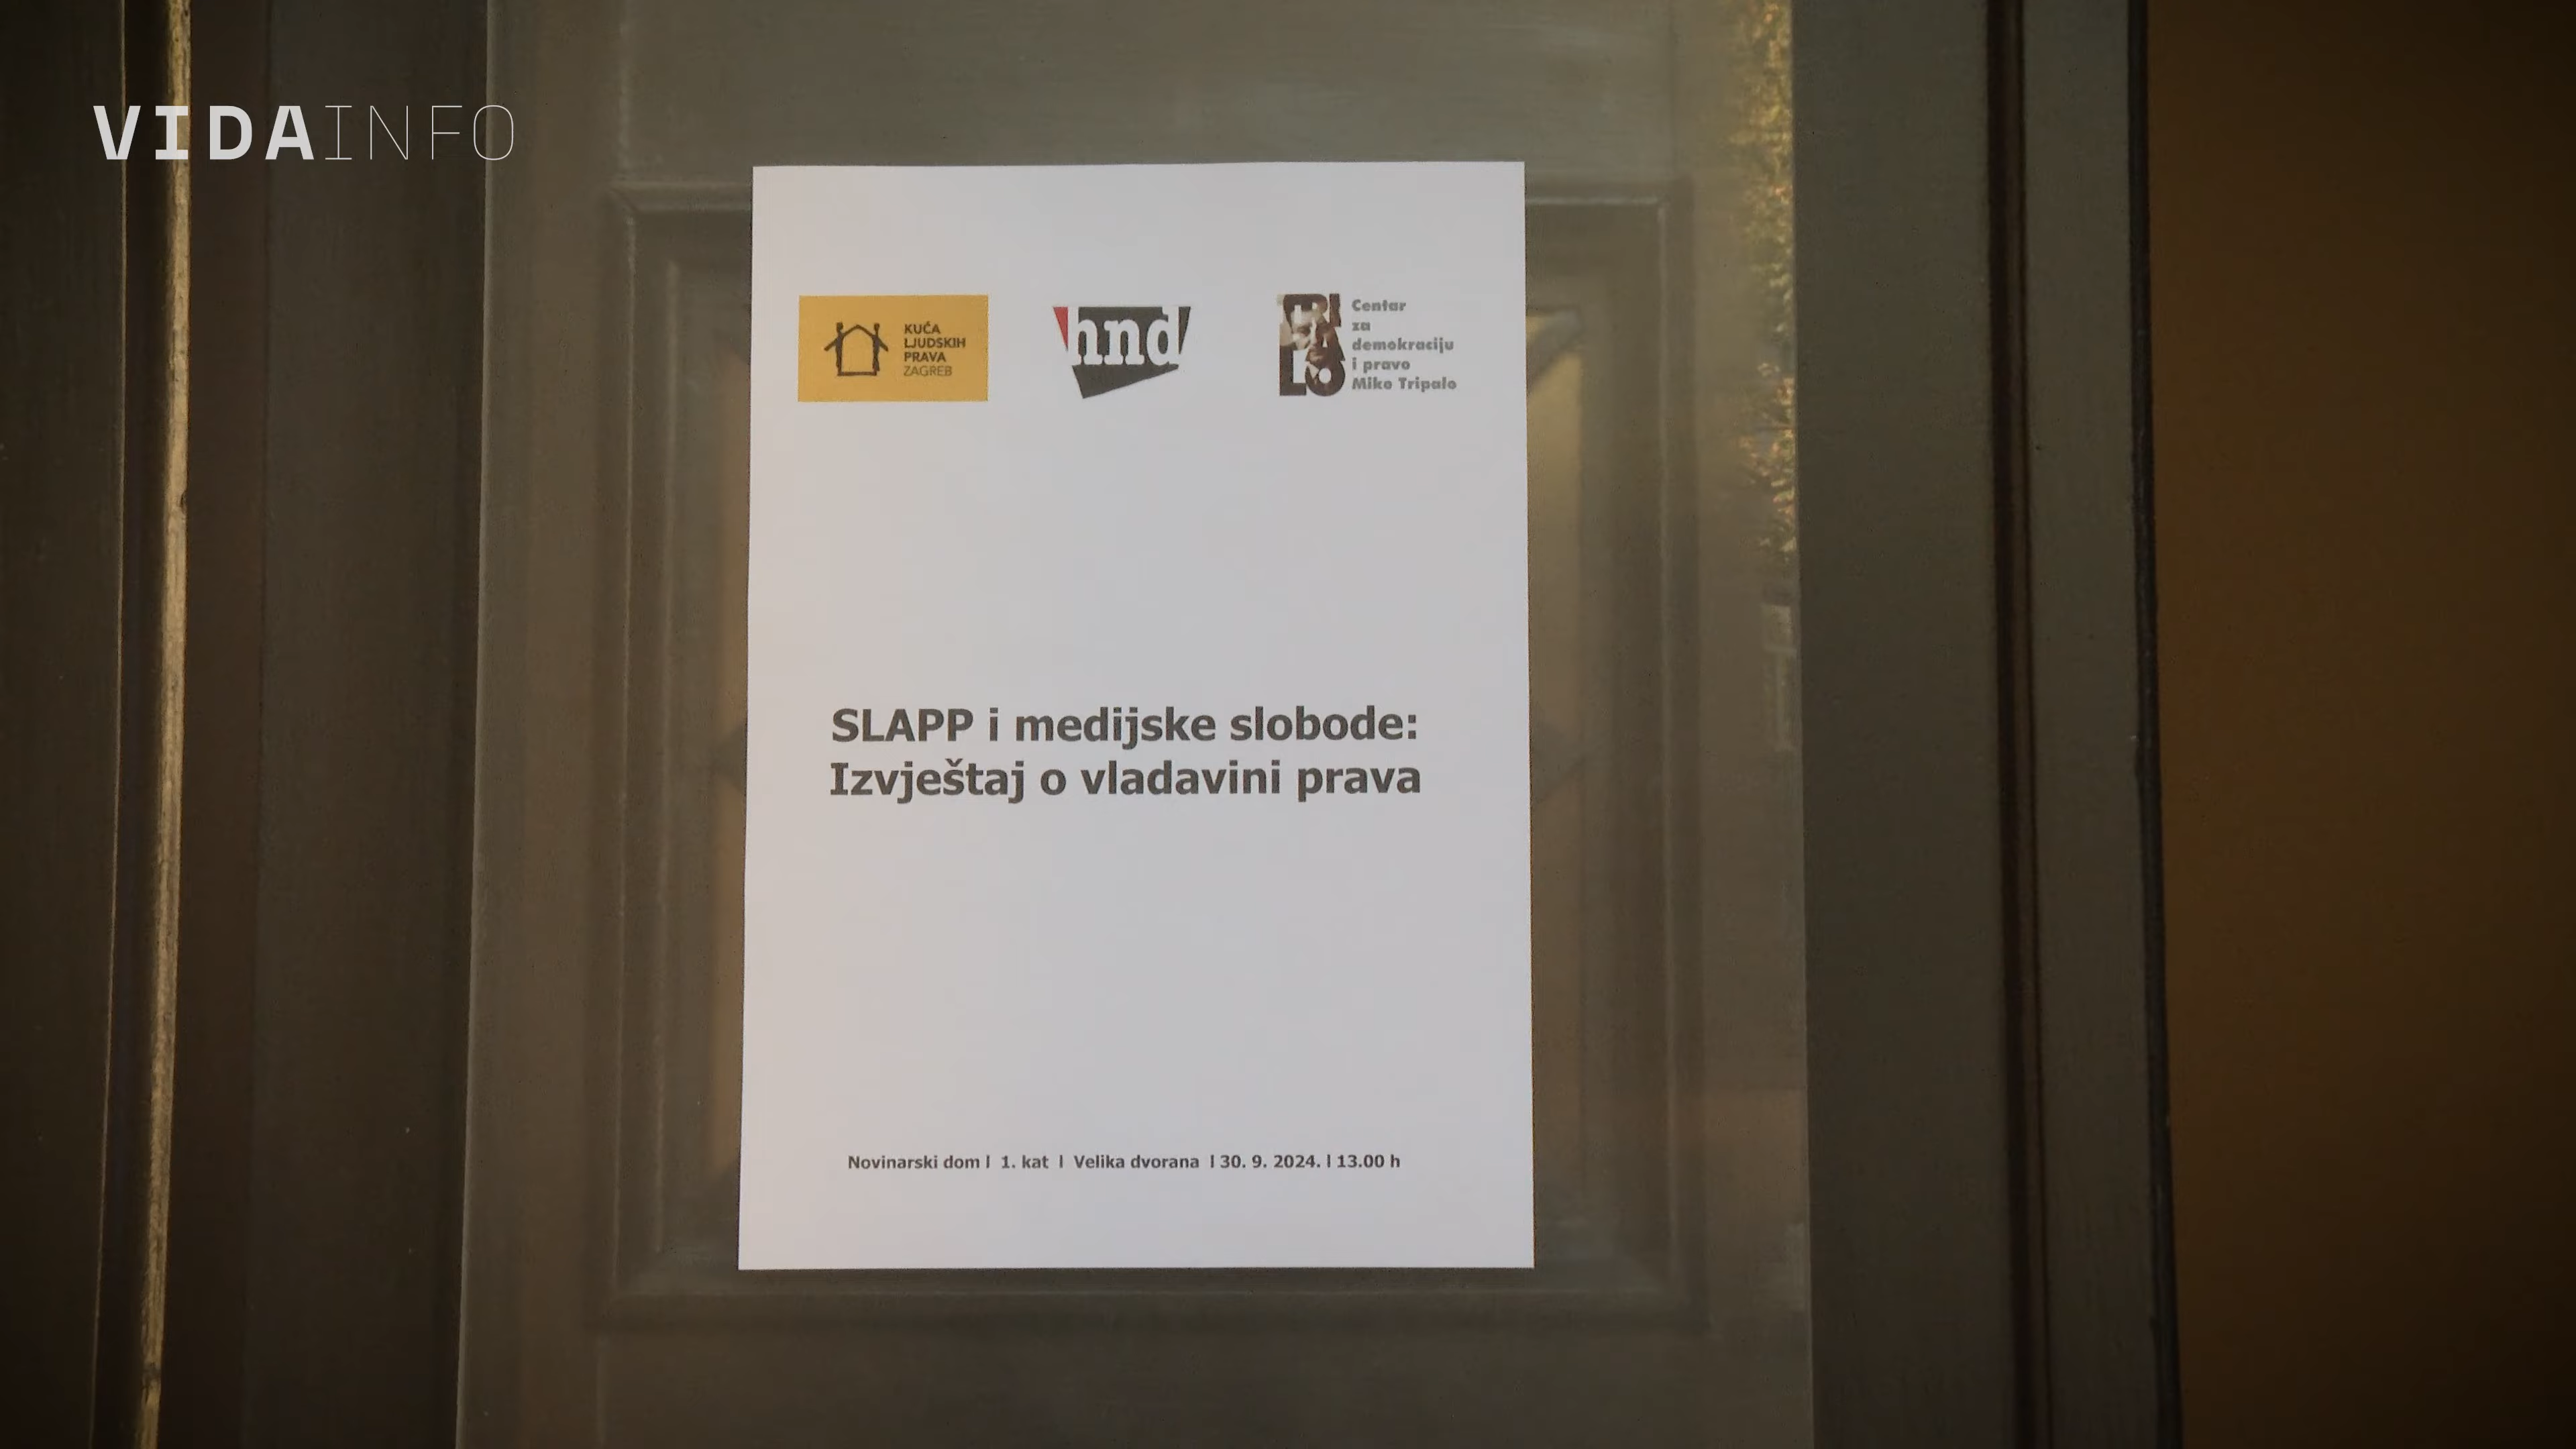 VIDAINFO
KUĆA
LJUDSKIH
PRAVA
ZAGREB
hnd
TRIPALO
Centar
za
demokraciju
i pravo
Miko Tripalo
SLAPP i medijske slobode:
Izvještaj o vladavini prava
Novinarski dom I 1. kat I Velika dvorana I 30. 9. 2024. I 13.00 h